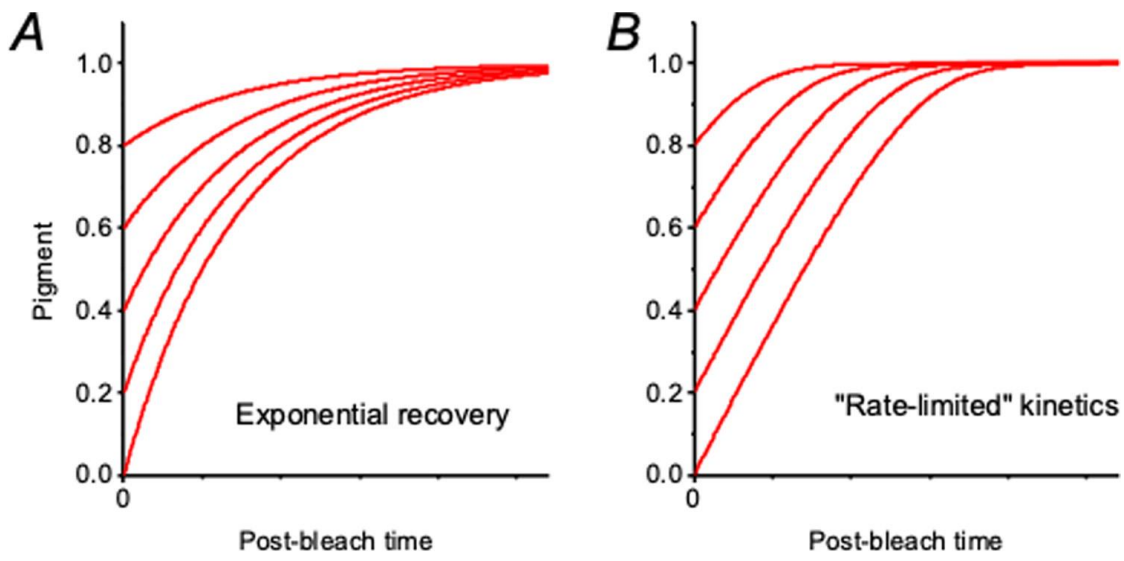 A
B
Pigment
1.0
0.8
0.6
0.4
0.2
0.0
0
Exponential recovery
Post-bleach time
1.0
0.8
0.6
0.4
0.2
0.0
0
"Rate-limited" kinetics
Post-bleach time